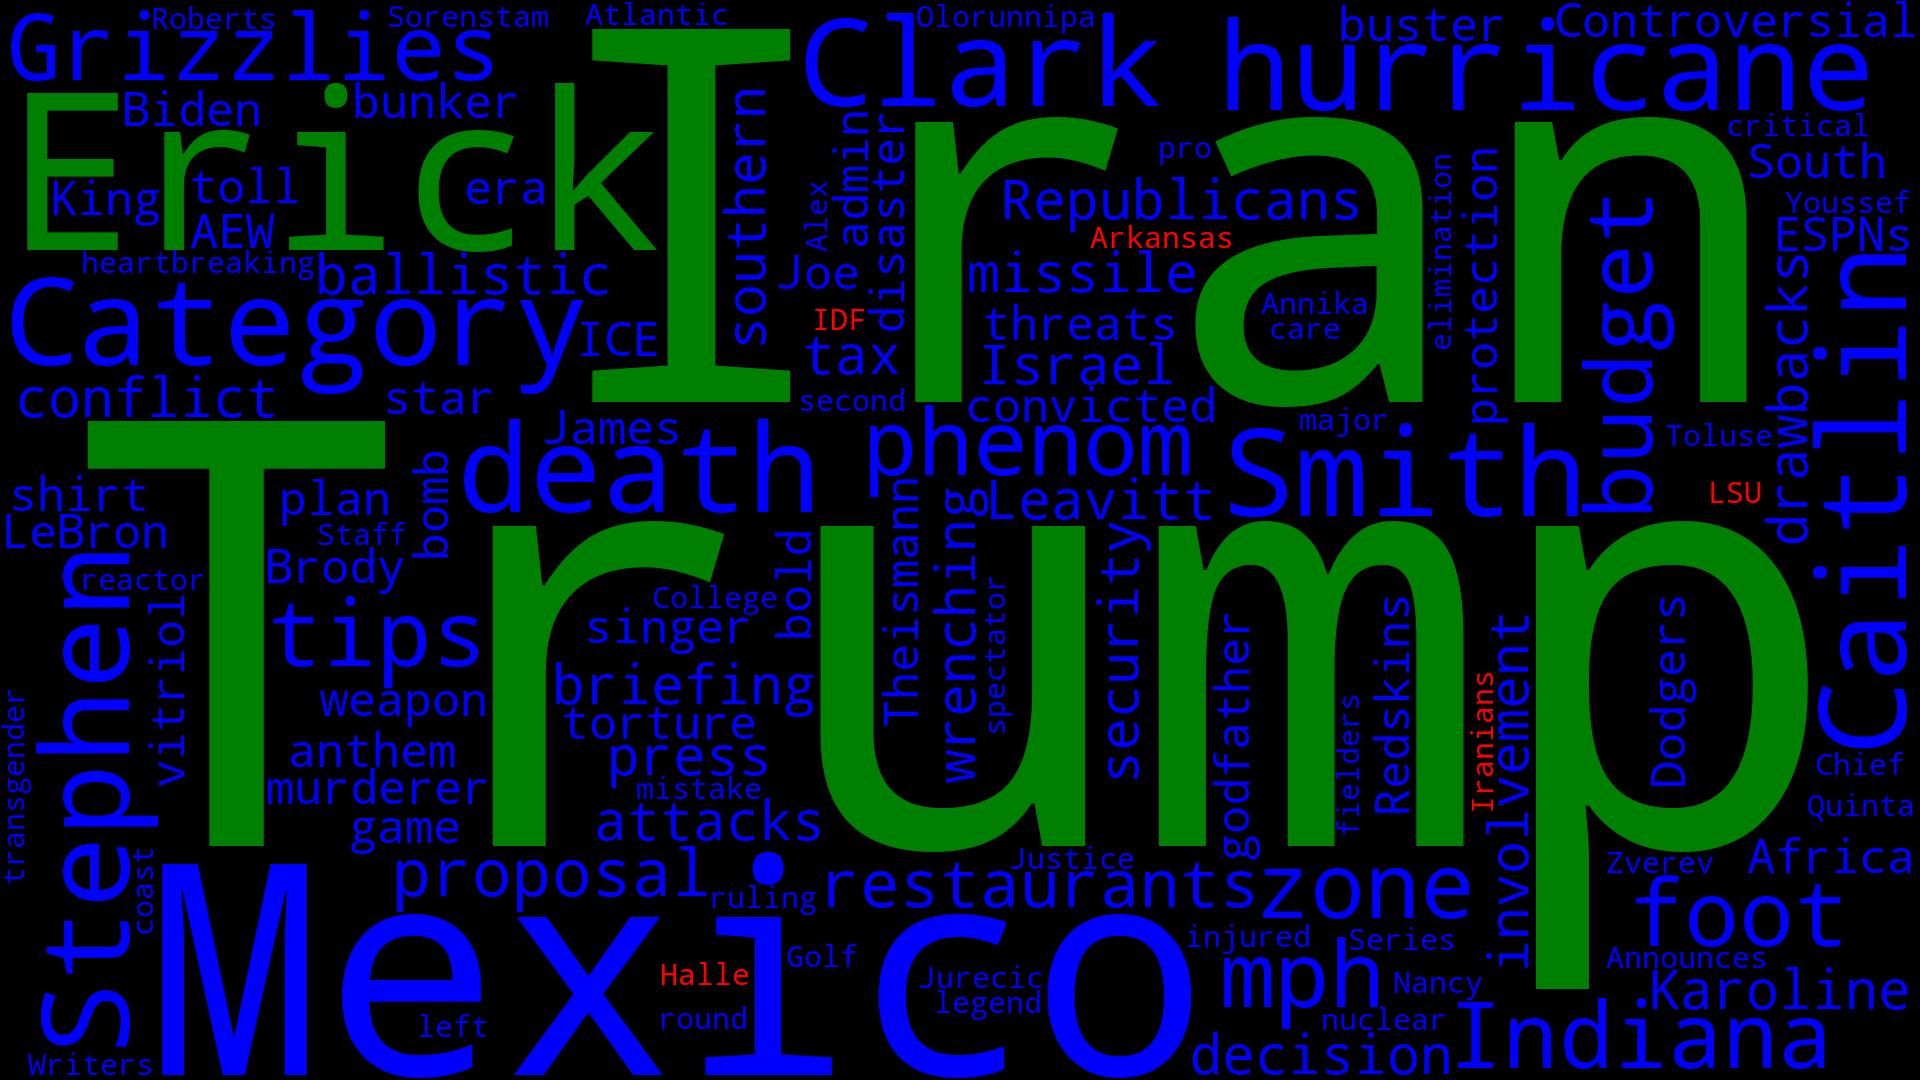 Roberts
Sorenstam
Atlantic
Olorunnipa
buster
Controversial
Grizzlies
Clark
hurricane
Iran
Erick
Biden
bunker
southern
admin
disaster
pro
critical
South
King
toll
era
AEW
Alex
Republicans
Arkansas
elimination
protection
budget
Youssef
ESPNs
heartbreaking
ballistic
Joe
missile
Annika
care
drawbacks
Caitlin
Category
ICE
IDF
threats
tax
Israel
conflict
star
second
convicted
major
Toluse
Trump
James
death
phenom
Smith
LSU
shirt
plan
bomb
Leavitt
LeBron
Staff
Brody
reactor
Stephen
vitriol
tips
College
singer
bold
Theismann
wrenching
spectator
security
godfather
fielders
Redskins
Iranians
involvement
Dodgers
transgender
weapon
briefing
torture
anthem
press
murderer
mistake
game
attacks
Chief
Quinta
coast
proposal
ruling
Justice
restaurants
zone
Zverev
Africa
foot
Mexico
Halle
Golf
Jurecic
legend
injured
Series
mph
Nancy
Announces
Karoline
left
round
nuclear
Indiana
decision
Writers